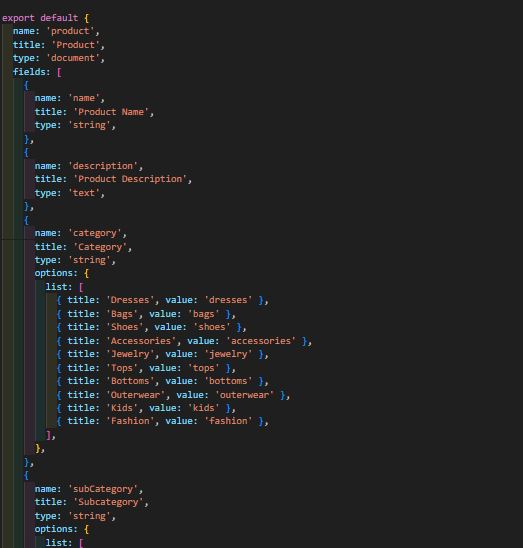 export default {
name: 'product',
title: 'Product',
type: 'document',
fields: [
{
name: 'name',
title: 'Product Name',
type: 'string',
},
{
name: 'description',
title: 'Product Description',
type: 'text',
},
{
name: 'category',
title: 'Category',
type: 'string',
options: {
list: [
{ title: 'Dresses', value: 'dresses' },
{ title: 'Bags', value: 'bags' },
{ title: 'Shoes', value: 'shoes' },
{ title: 'Accessories', value: 'accessories' },
{ title: 'Jewelry', value: 'jewelry' },
{ title: 'Tops', value: 'tops' },
{ title: 'Bottoms', value: 'bottoms' },
{ title: 'Outerwear', value: 'outerwear' },
{ title: 'Kids', value: 'kids' },
{ title: 'Fashion', value: 'fashion' },
],
},
},
{
name: 'subCategory',
title: 'Subcategory',
type: 'string',
options: {
list: [